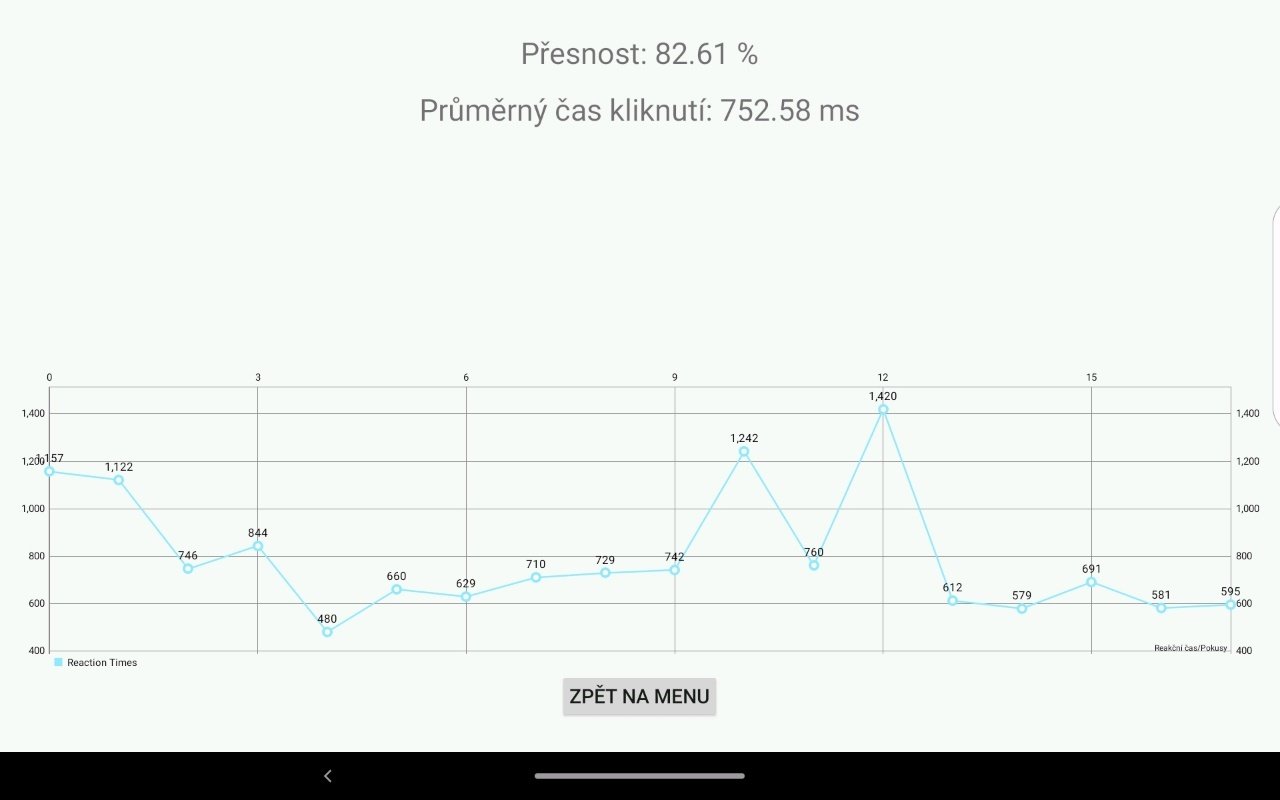 Přesnost: 82.61 %
Průměrný čas kliknutí: 752.58 ms
0 3 6 9 12 15
1,420
1,400 1,400
1,242
1,157
1,122
1,200 1,200
1,000 1,000
844
746 760
800 800
710 729 742
660 629 691
612 579 581 595
600 600
480
400 400
Reakční čas/Pokusy
Reaction Times
ZPĚT NA MENU